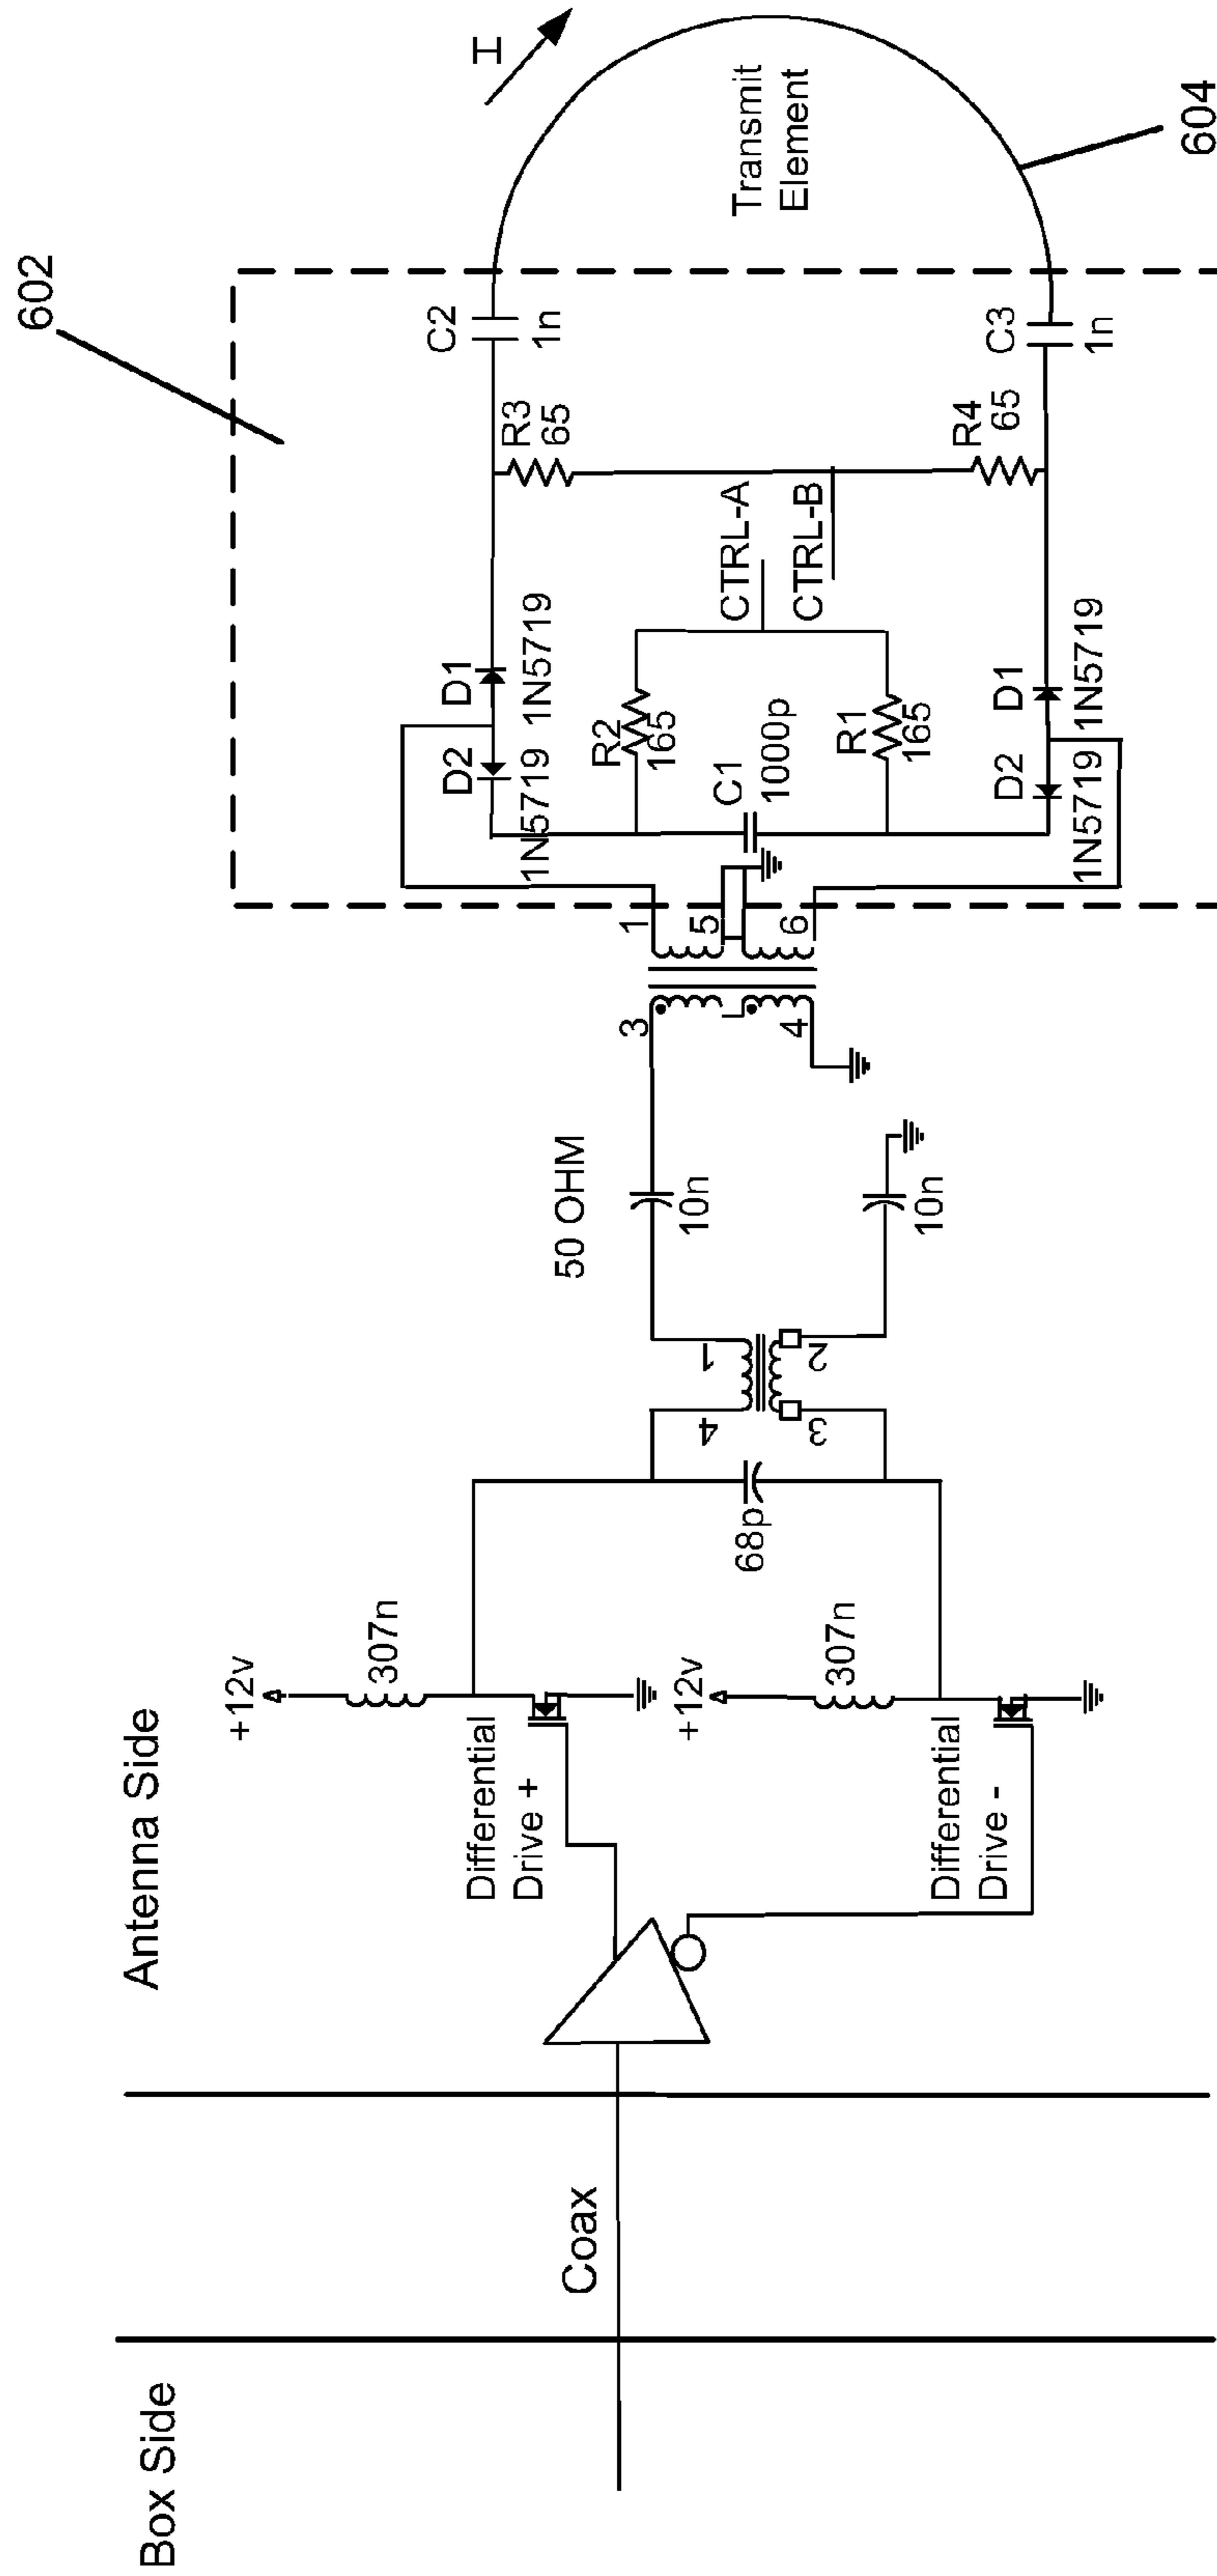 Box Side
Coax
Antenna Side
+12v
307n
Differential
Drive +
+12v
307n
Differential
Drive -
68p
4
1
3
2
50 OHM
10n
10n
3
4
1
5
6
602
D2
1N5719
D1
1N5719
R2
165
C1
1000p
R1
165
CTRL-A
CTRL-B
D2
1N5719
D1
1N5719
R3
65
R4
65
C2
1n
C3
1n
H
Transmit
Element
604